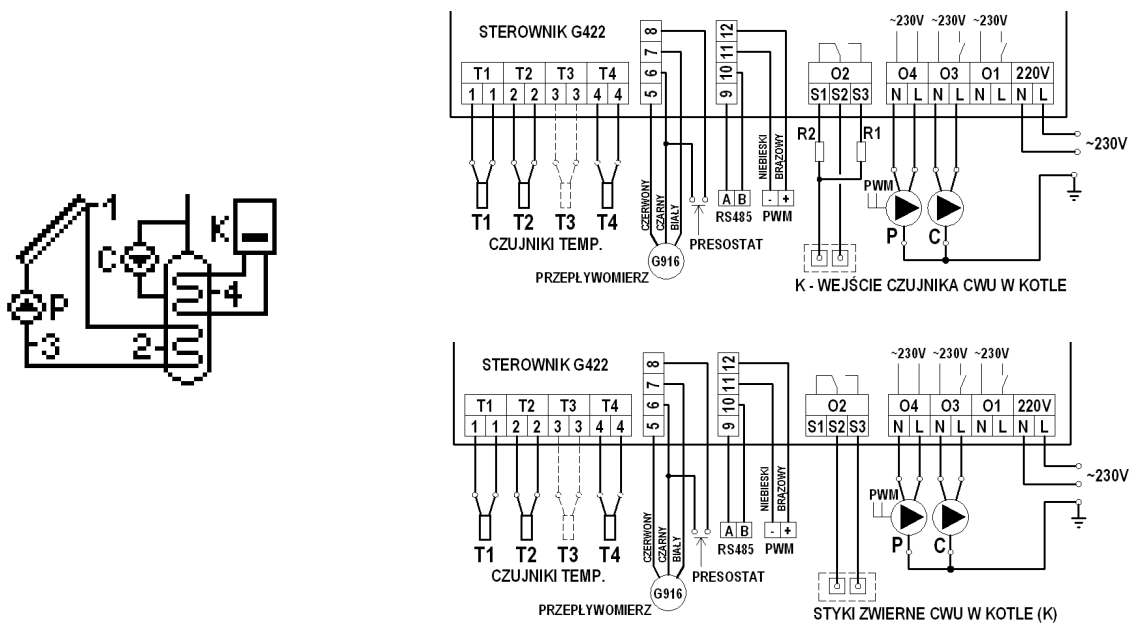 1
K
C
4
P
3
2
STEROWNIK G422
8
7
6
5
12
11
10
9
~230V ~230V ~230V
T1 T2 T3 T4
1 1 2 2 3 3 4 4
O2
S1 S2 S3
O4 O3 O1 220V
N L N L N L N L
R2 R1
~230V
CZERWONY
CZARNY
BIAŁY
NIEBIESKI
BRĄZOWY
A B
- +
RS485 PWM
PWM
P C
T1 T2 T3 T4
CZUJNIKI TEMP.
PRESOSTAT
G916
PRZEPŁYWOMIERZ
K - WEJŚCIE CZUJNIKA CWU W KOTLE
STEROWNIK G422
8
7
6
5
12
11
10
9
~230V ~230V ~230V
T1 T2 T3 T4
1 1 2 2 3 3 4 4
O2
S1 S2 S3
O4 O3 O1 220V
N L N L N L N L
~230V
CZERWONY
CZARNY
BIAŁY
NIEBIESKI
BRĄZOWY
A B
- +
RS485 PWM
PWM
P C
T1 T2 T3 T4
CZUJNIKI TEMP.
PRESOSTAT
G916
PRZEPŁYWOMIERZ
STYKI ZWIERNE CWU W KOTLE (K)